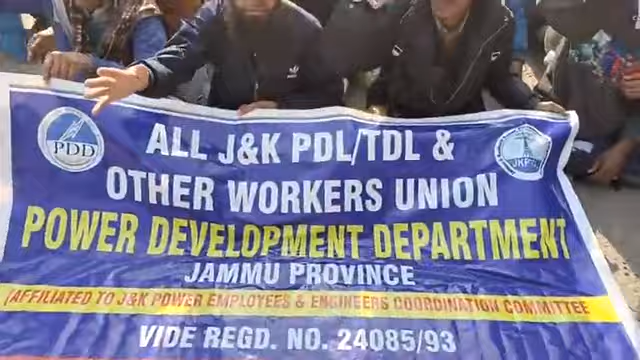 PDD
JKPDD
ALL J&K PDL/TDL &
OTHER WORKERS UNION
POWER DEVELOPMENT DEPARTMENT
JAMMU PROVINCE
(AFFILIATED TO J&K POWER EMPLOYEES & ENGINEERS COORDINATION COMMITTEE
VIDE REGD. NO. 24085/93